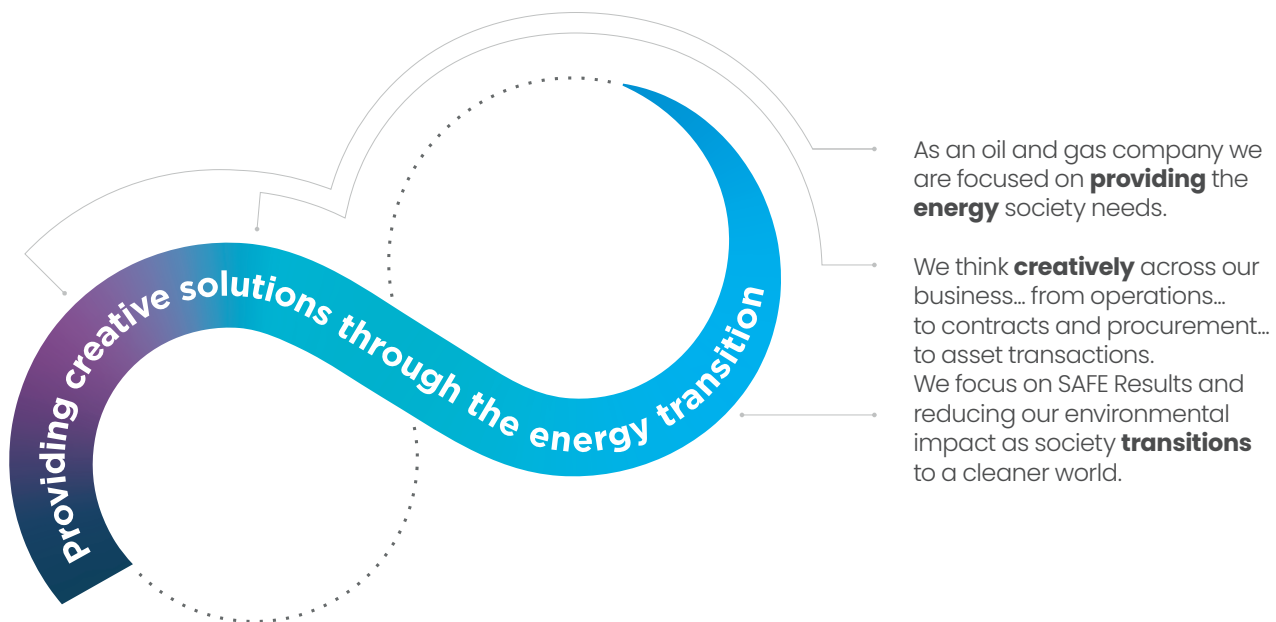 Providing creative solutions through the energy transition
As an oil and gas company we
are focused on providing the
energy society needs.
We think creatively across our
business... from operations...
to contracts and procurement...
to asset transactions.
We focus on SAFE Results and
reducing our environmental
impact as society transitions
to a cleaner world.